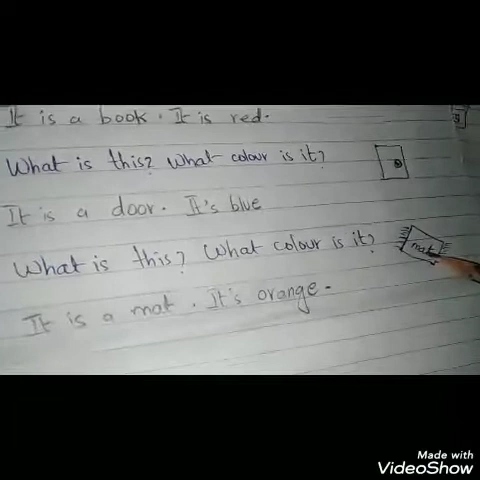 It is a book. It is red.
What is this? What colour is it?
It is a door. It's blue
What is this? What colour is it?
mat
It is a mat. It's orange.
Made with
VideoShow